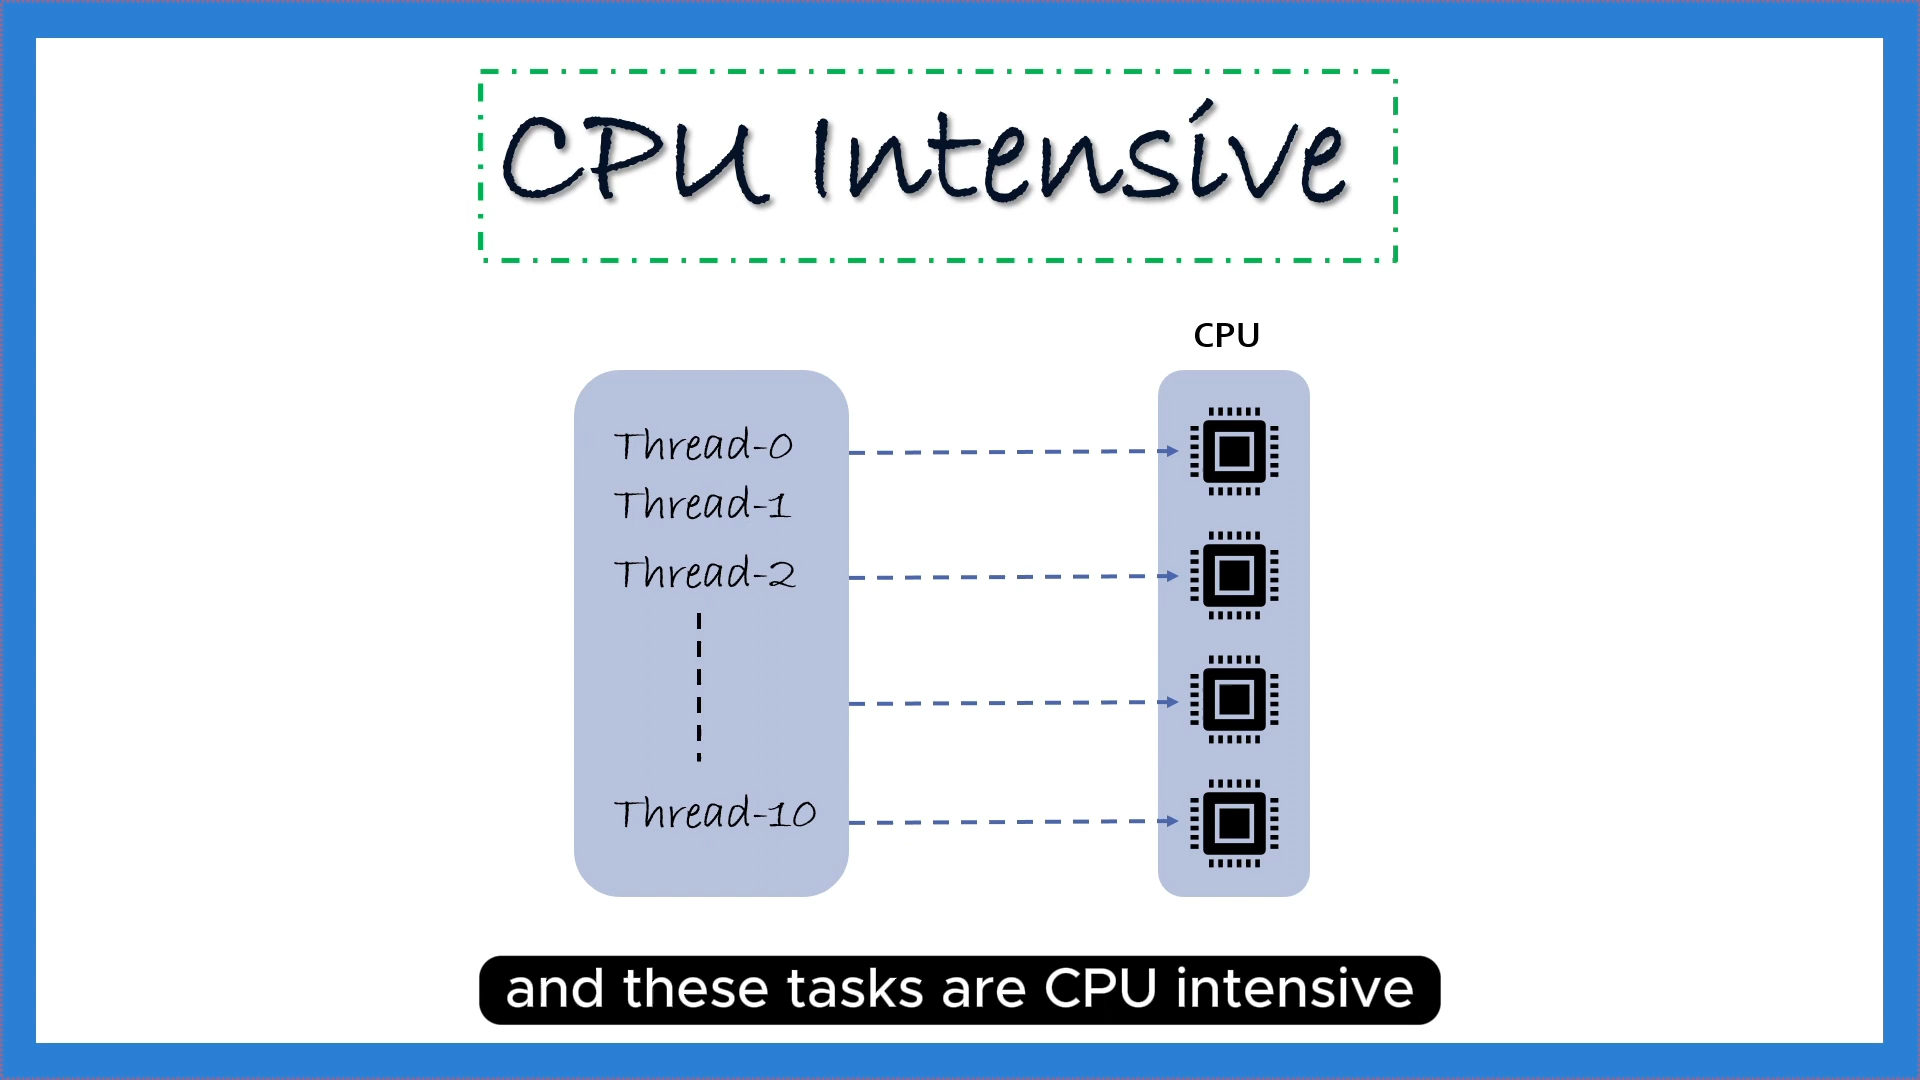 CPU Intensive
CPU
Thread-0
Thread-1
Thread-2
Thread-10
and these tasks are CPU intensive